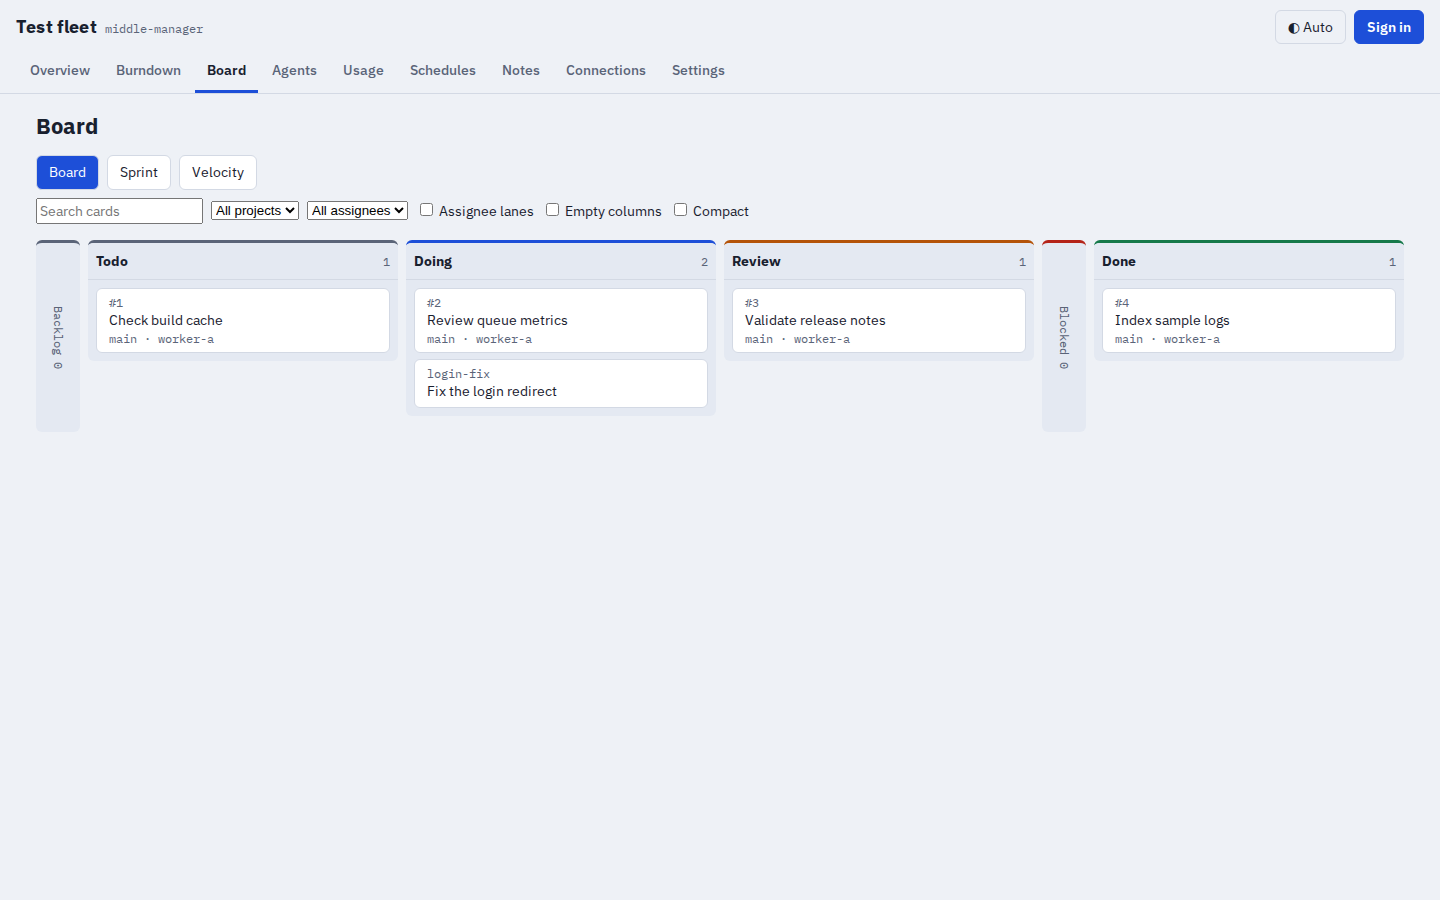 Test fleet middle-manager
◐ Auto
Sign in
Overview Burndown Board Agents Usage Schedules Notes Connections Settings
Board
Board Sprint Velocity
Search cards All projects All assignees Assignee lanes Empty columns Compact
Backlog 0
Todo 1
#1
Check build cache
main · worker-a
Doing 2
#2
Review queue metrics
main · worker-a
login-fix
Fix the login redirect
Review 1
#3
Validate release notes
main · worker-a
Blocked 0
Done 1
#4
Index sample logs
main · worker-a